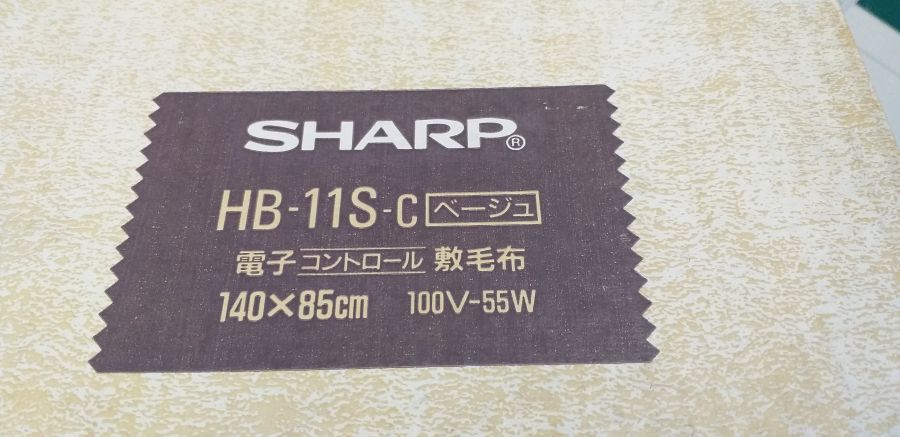 SHARP®
HB-11S-C ベージュ
電子コントロール 敷毛布
140×85cm 100V-55W